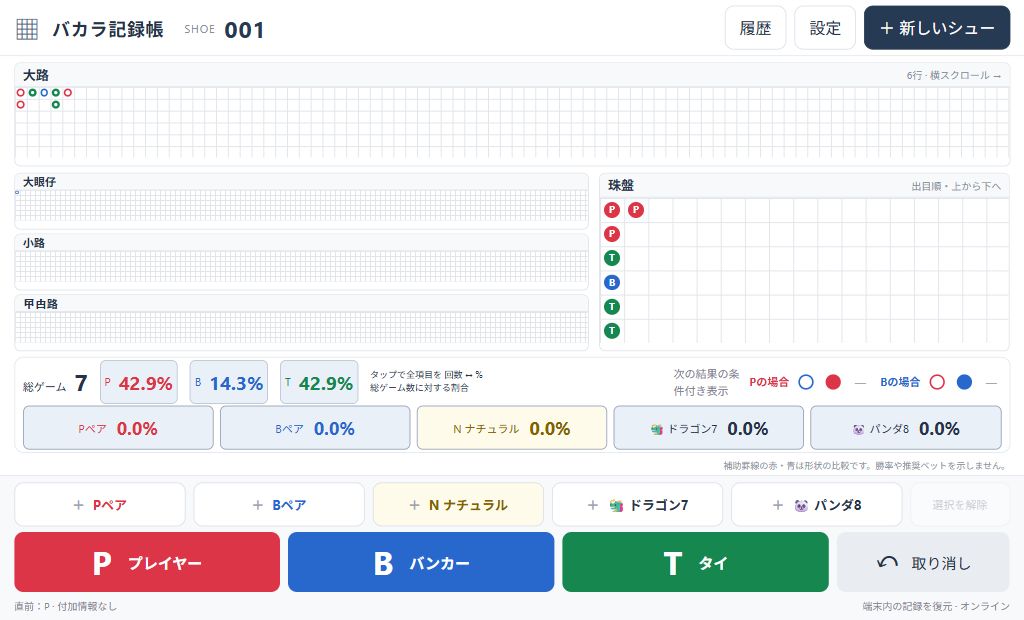 バカラ記録帳 SHOE 001 履歴 設定 ＋ 新しいシュー
大路 6行 · 横スクロール →
大眼仔
小路
甲甴路
珠盤 出目順・上から下へ
P P
P
T
B
T
T
総ゲーム 7 P 42.9% B 14.3% T 42.9%
タップで全項目を 回数 ↔ %
総ゲーム数に対する割合
次の結果の条
件付き表示
Pの場合 — Bの場合 —
Pペア 0.0% Bペア 0.0% N ナチュラル 0.0% ドラゴン7 0.0% パンダ8 0.0%
補助罫線の赤・青は形状の比較です。勝率や推奨ベットを示しません。
＋ Pペア ＋ Bペア ＋ N ナチュラル ＋ ドラゴン7 ＋ パンダ8 選択を解除
P プレイヤー B バンカー T タイ 取り消し
直前：P · 付加情報なし 端末内の記録を復元 · オンライン